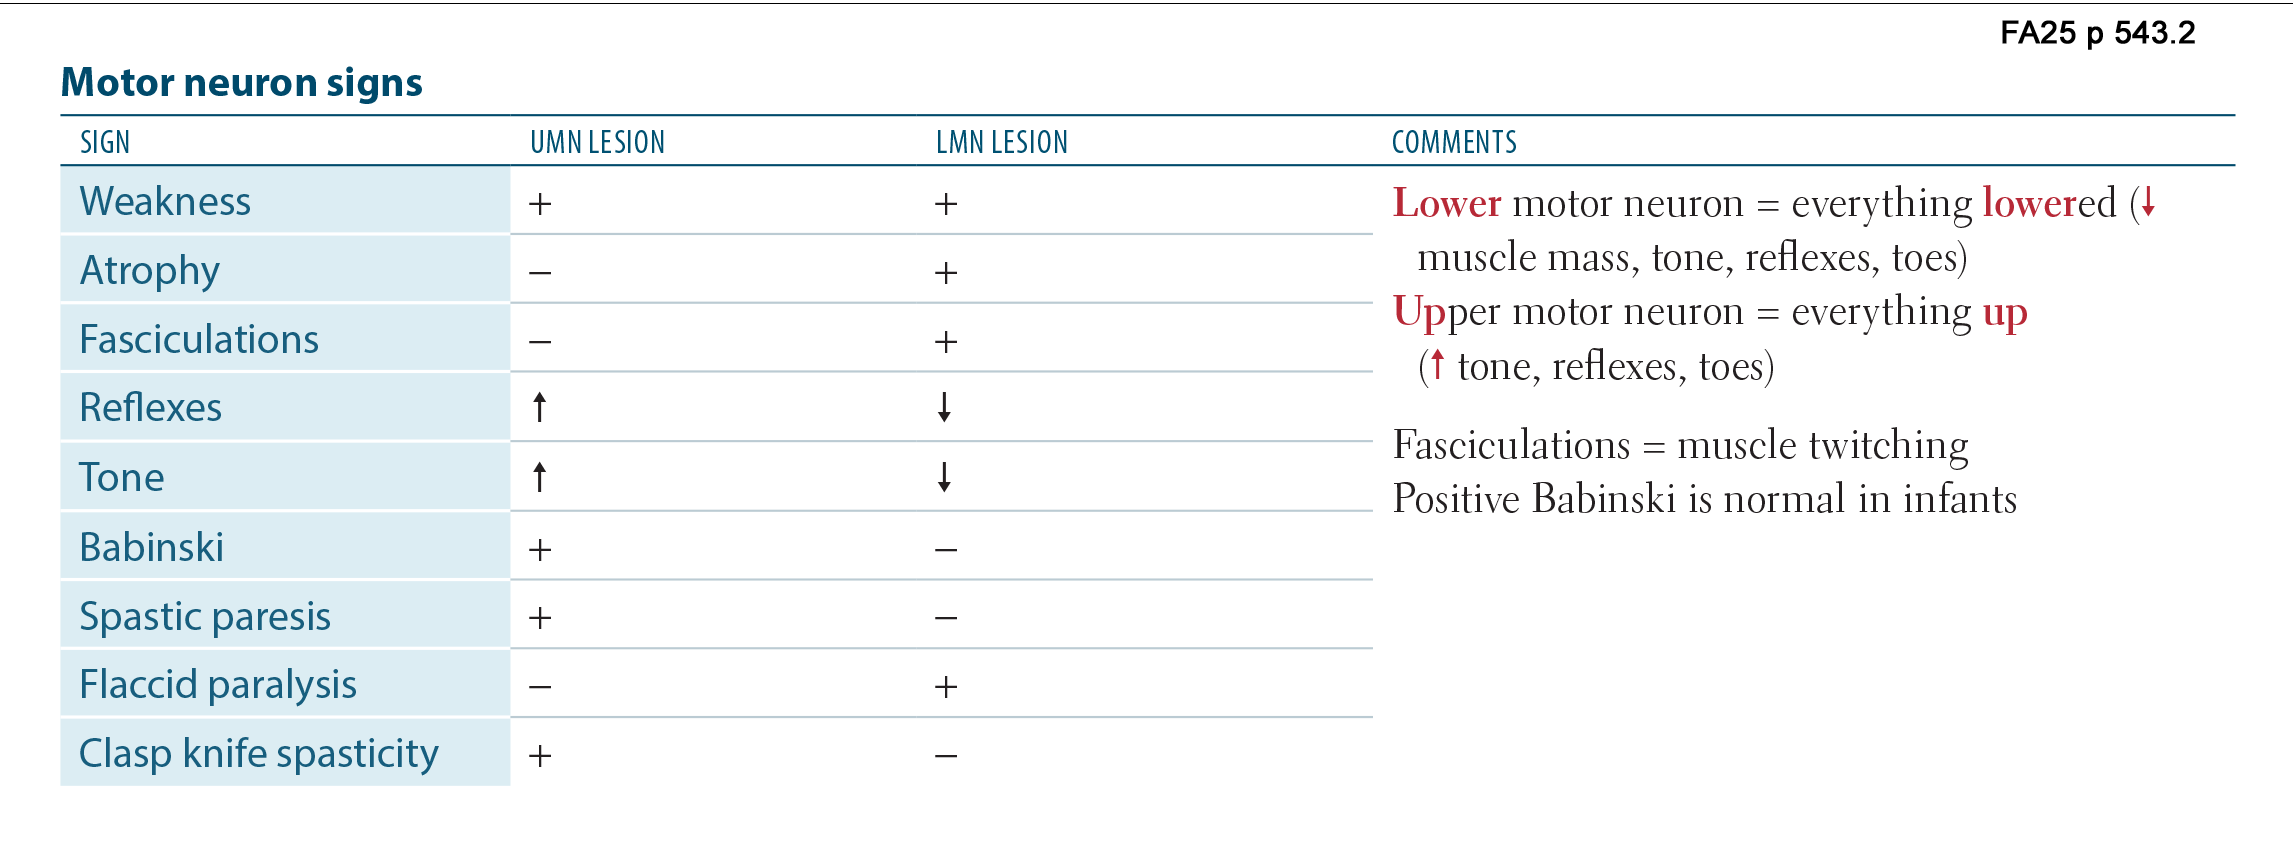 FA25 p 543.2
Motor neuron signs
SIGN UMN LESION LMN LESION COMMENTS
Weakness + +
Atrophy – +
Fasciculations – +
Reflexes ↑ ↓
Tone ↑ ↓
Babinski + –
Spastic paresis + –
Flaccid paralysis – +
Clasp knife spasticity + –
Lower motor neuron = everything lowered (↓
muscle mass, tone, reflexes, toes)
Upper motor neuron = everything up
(↑ tone, reflexes, toes)
Fasciculations = muscle twitching
Positive Babinski is normal in infants